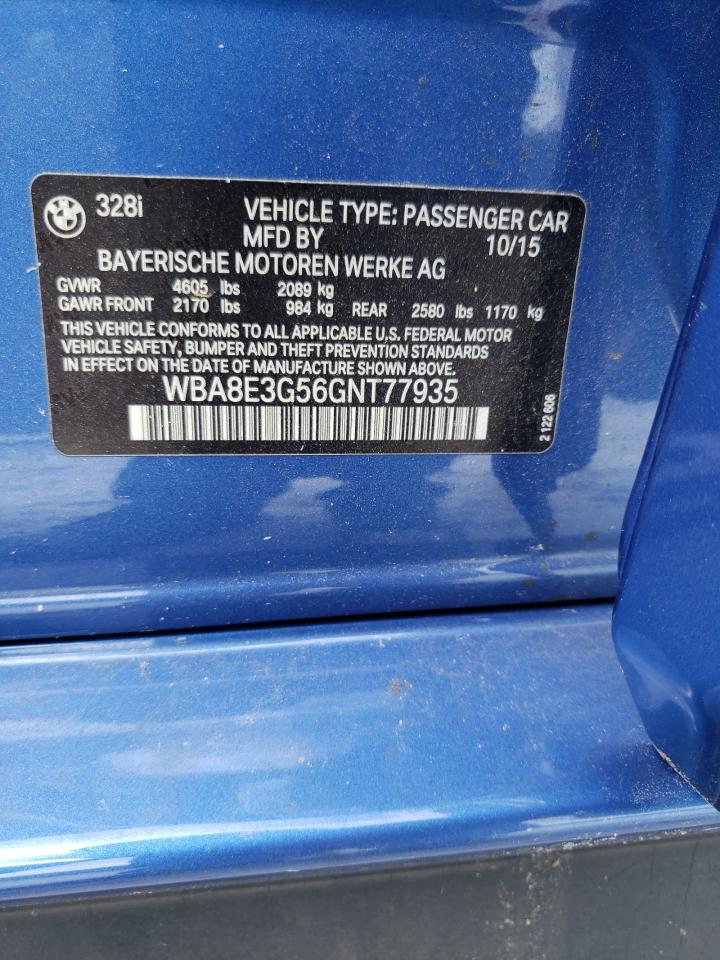 328i VEHICLE TYPE: PASSENGER CAR
MFD BY 10/15
BAYERISCHE MOTOREN WERKE AG
GVWR 4605 lbs 2089 kg
GAWR FRONT 2170 lbs 984 kg REAR 2580 lbs 1170 kg
THIS VEHICLE CONFORMS TO ALL APPLICABLE U.S. FEDERAL MOTOR
VEHICLE SAFETY, BUMPER AND THEFT PREVENTION STANDARDS
IN EFFECT ON THE DATE OF MANUFACTURE SHOWN ABOVE.
WBA8E3G56GNT77935
2 122 606